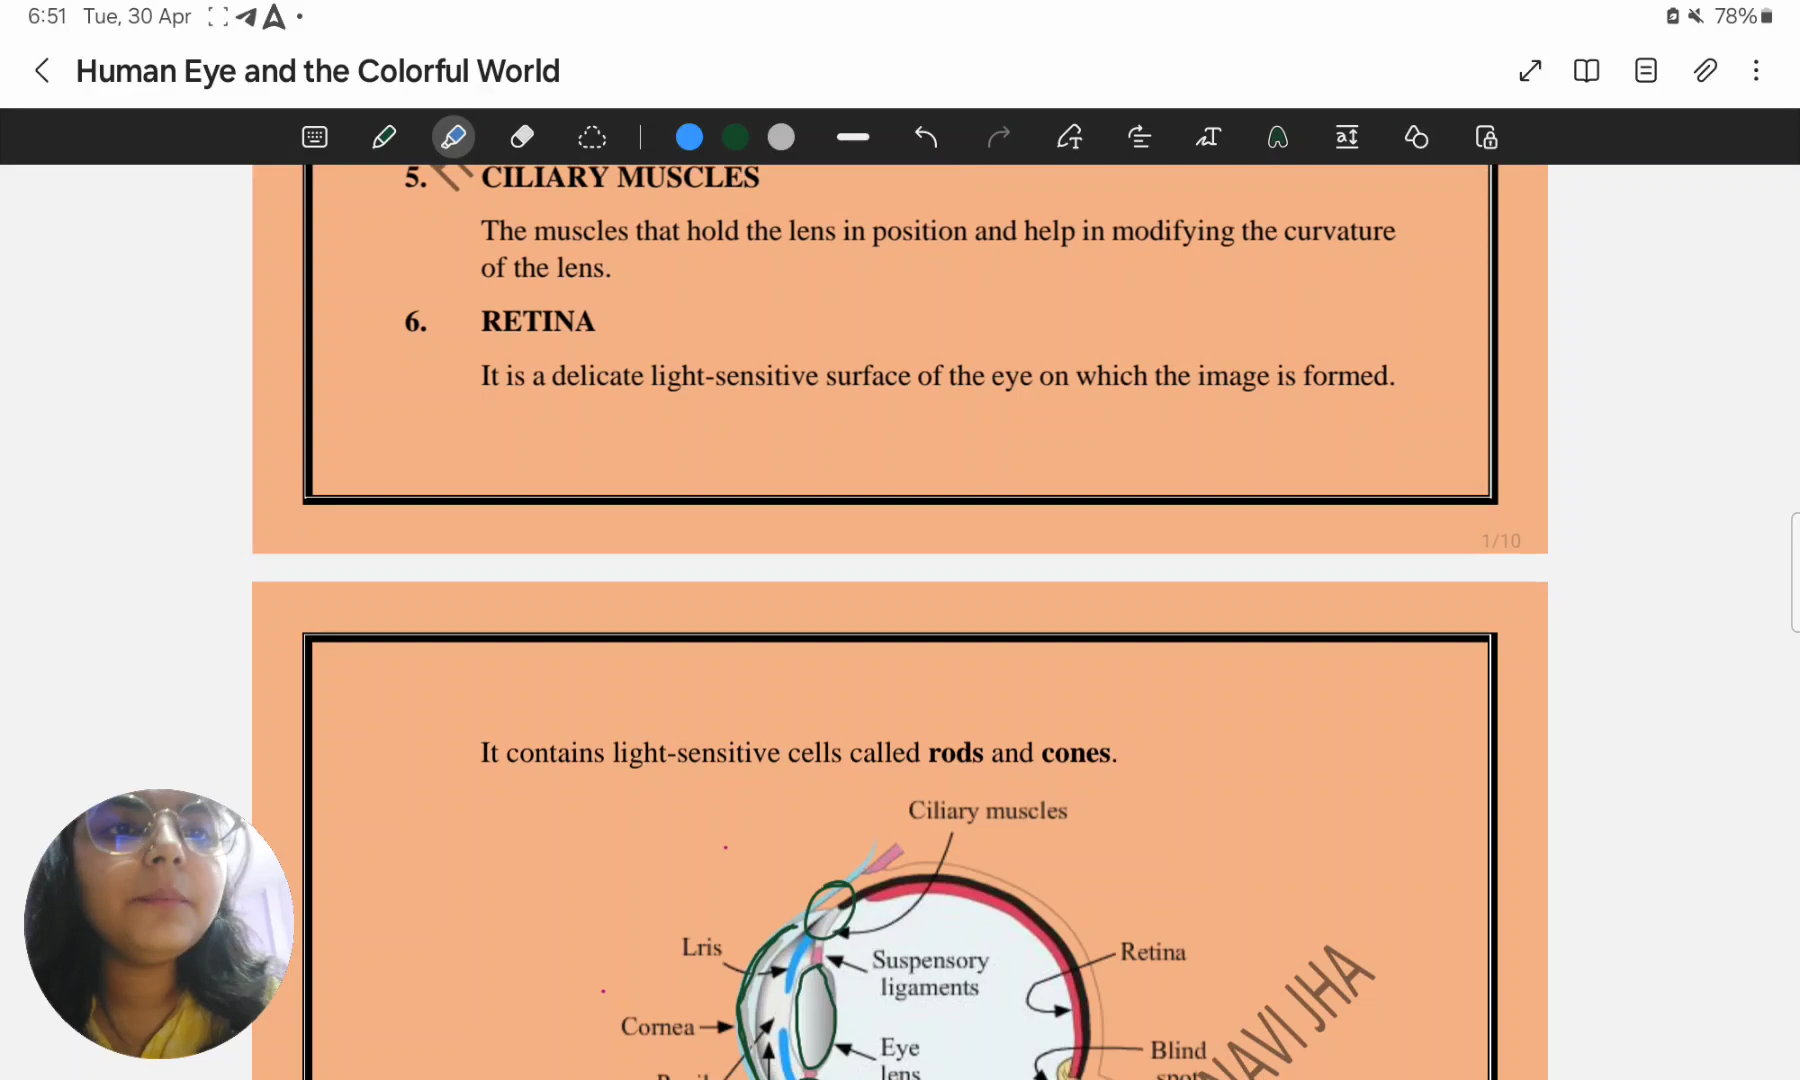 6:51 Tue, 30 Apr 78%
Human Eye and the Colorful World
5. CILIARY MUSCLES
The muscles that hold the lens in position and help in modifying the curvature
of the lens.
6. RETINA
It is a delicate light-sensitive surface of the eye on which the image is formed.
1/10
It contains light-sensitive cells called rods and cones.
Ciliary muscles
Lris
Suspensory
ligaments
Retina
Cornea
Eye
lens
Blind
spot
NAVI JHA